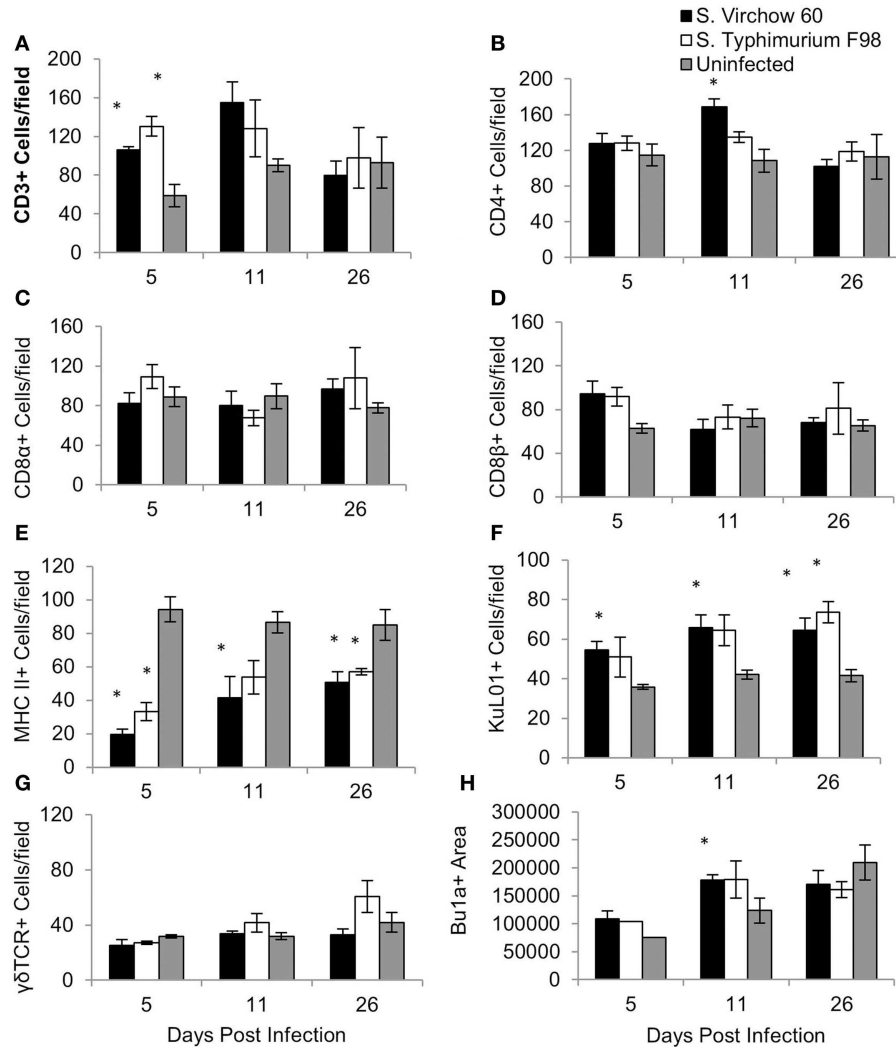 S. Virchow 60
S. Typhimurium F98
Uninfected
A
CD3+ Cells/field
200
160
120
80
40
0
* *
5 11 26
B
CD4+ Cells/field
200
160
120
80
40
0
*
5 11 26
C
CD8α+ Cells/field
160
120
80
40
0
5 11 26
D
CD8β+ Cells/field
160
120
80
40
0
5 11 26
E
MHC II+ Cells/field
120
100
80
60
40
20
0
* * * * *
5 11 26
F
KuL01+ Cells/field
100
80
60
40
20
0
* * * *
5 11 26
G
γδTCR+ Cells/field
120
80
40
0
5 11 26
Days Post Infection
H
Bu1a+ Area
300000
250000
200000
150000
100000
50000
0
*
5 11 26
Days Post Infection